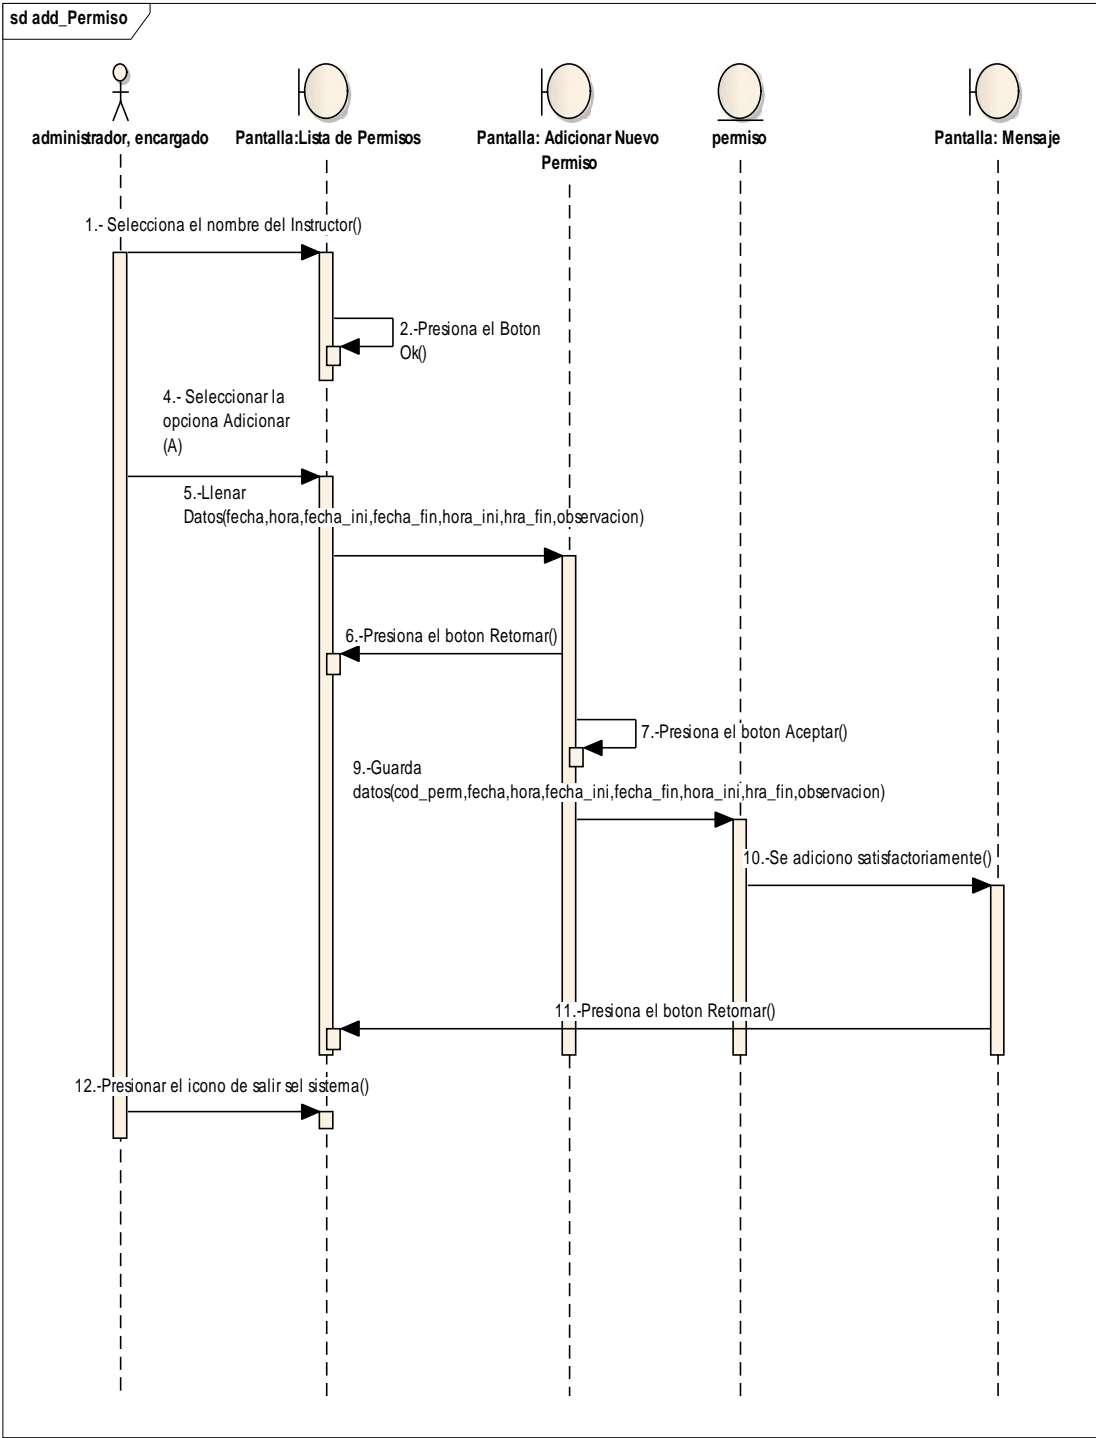 sd add_Permiso
administrador, encargado
Pantalla:Lista de Permisos
Pantalla: Adicionar Nuevo
Permiso
permiso
Pantalla: Mensaje
1.- Selecciona el nombre del Instructor()
2.-Presiona el Boton
Ok()
4.- Seleccionar la
opciona Adicionar
(A)
5.-Llenar
Datos(fecha,hora,fecha_ini,fecha_fin,hora_ini,hra_fin,observacion)
6.-Presiona el boton Retornar()
7.-Presiona el boton Aceptar()
9.-Guarda
datos(cod_perm,fecha,hora,fecha_ini,fecha_fin,hora_ini,hra_fin,observacion)
10.-Se adiciono satisfactoriamente()
11.-Presiona el boton Retornar()
12.-Presionar el icono de salir sel sistema()